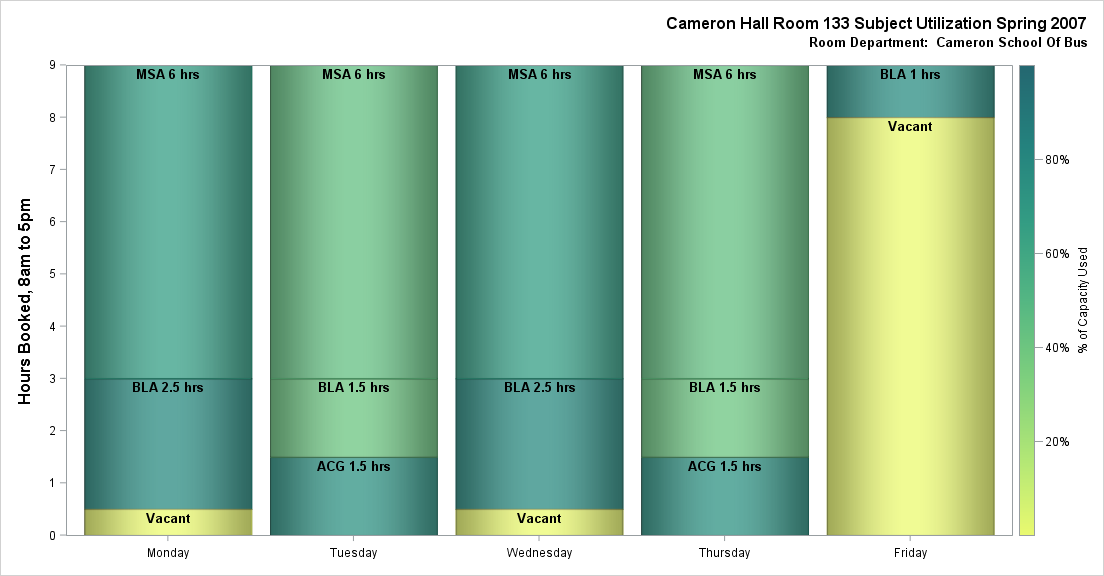 Cameron Hall Room 133 Subject Utilization Spring 2007
Room Department:  Cameron School Of Bus
Hours Booked, 8am to 5pm
9
8
7
6
5
4
3
2
1
0
MSA 6 hrs
BLA 2.5 hrs
Vacant
MSA 6 hrs
BLA 1.5 hrs
ACG 1.5 hrs
MSA 6 hrs
BLA 2.5 hrs
Vacant
MSA 6 hrs
BLA 1.5 hrs
ACG 1.5 hrs
BLA 1 hrs
Vacant
Monday
Tuesday
Wednesday
Thursday
Friday
80%
60%
40%
20%
% of Capacity Used